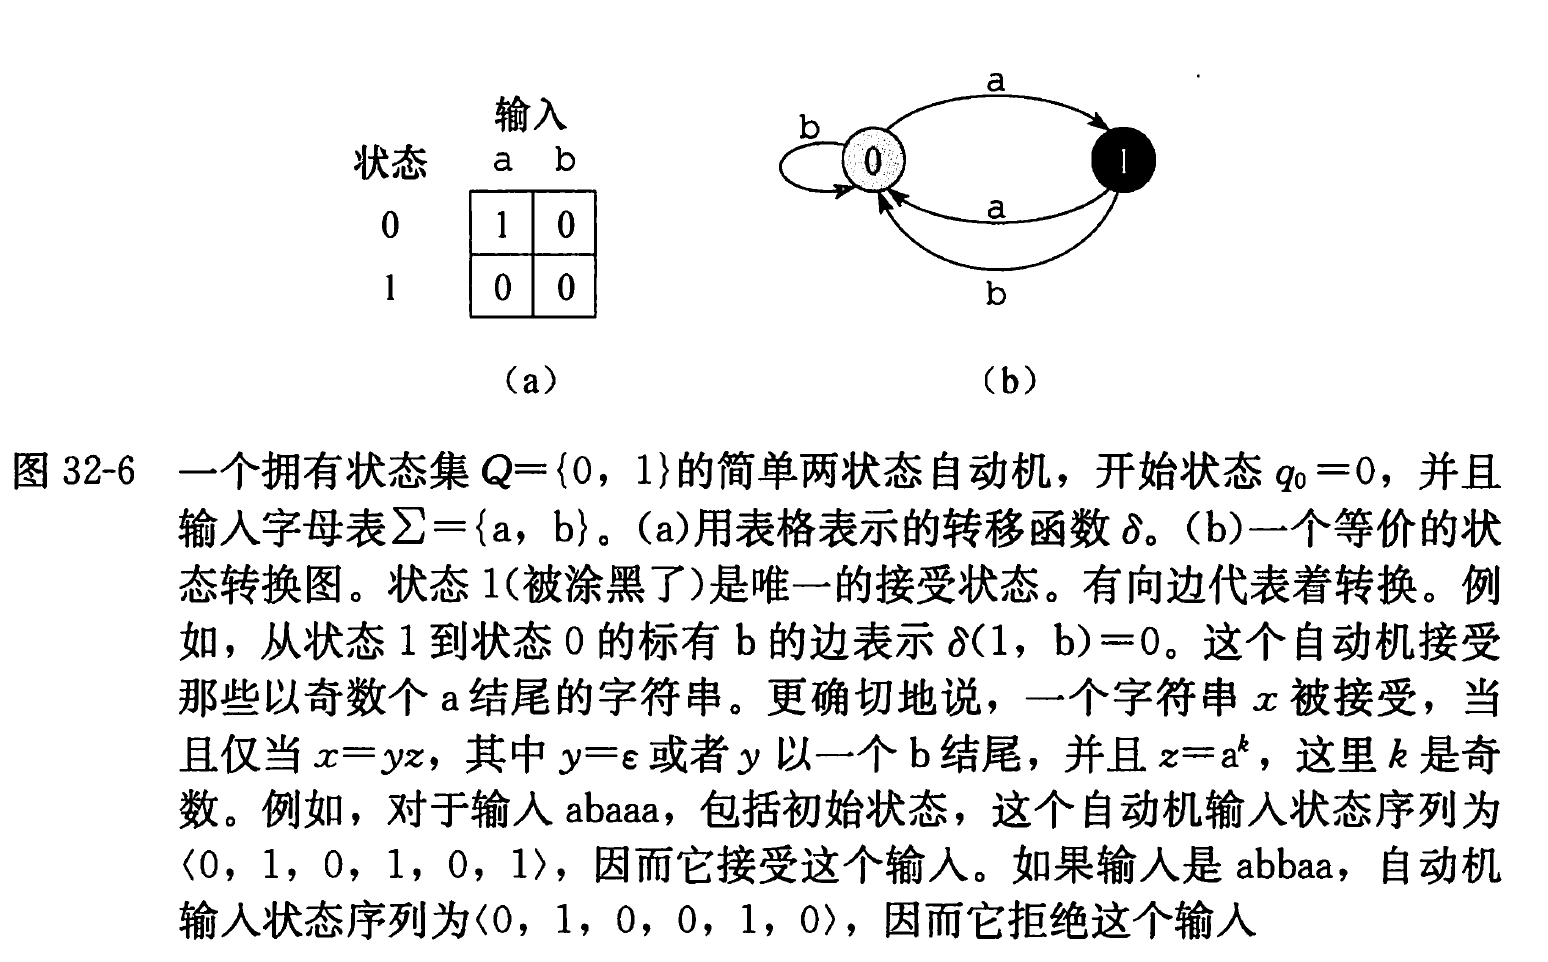 输入
状态 a b
0 1 0
1 0 0
(a)
b 0 a 1
a
b
(b)
图 32-6 一个拥有状态集 Q={0, 1}的简单两状态自动机,开始状态 q₀=0,并且
输入字母表∑={a, b}。(a)用表格表示的转移函数 δ。(b)一个等价的状
态转换图。状态 1(被涂黑了)是唯一的接受状态。有向边代表着转换。例
如,从状态 1 到状态 0 的标有 b 的边表示 δ(1, b)=0。这个自动机接受
那些以奇数个 a 结尾的字符串。更确切地说,一个字符串 x 被接受,当
且仅当 x=yz,其中 y=ε 或者 y 以一个 b 结尾,并且 z=aᵏ,这里 k 是奇
数。例如,对于输入 abaaa,包括初始状态,这个自动机输入状态序列为
⟨0, 1, 0, 1, 0, 1⟩,因而它接受这个输入。如果输入是 abbaa,自动机
输入状态序列为⟨0, 1, 0, 0, 1, 0⟩,因而它拒绝这个输入